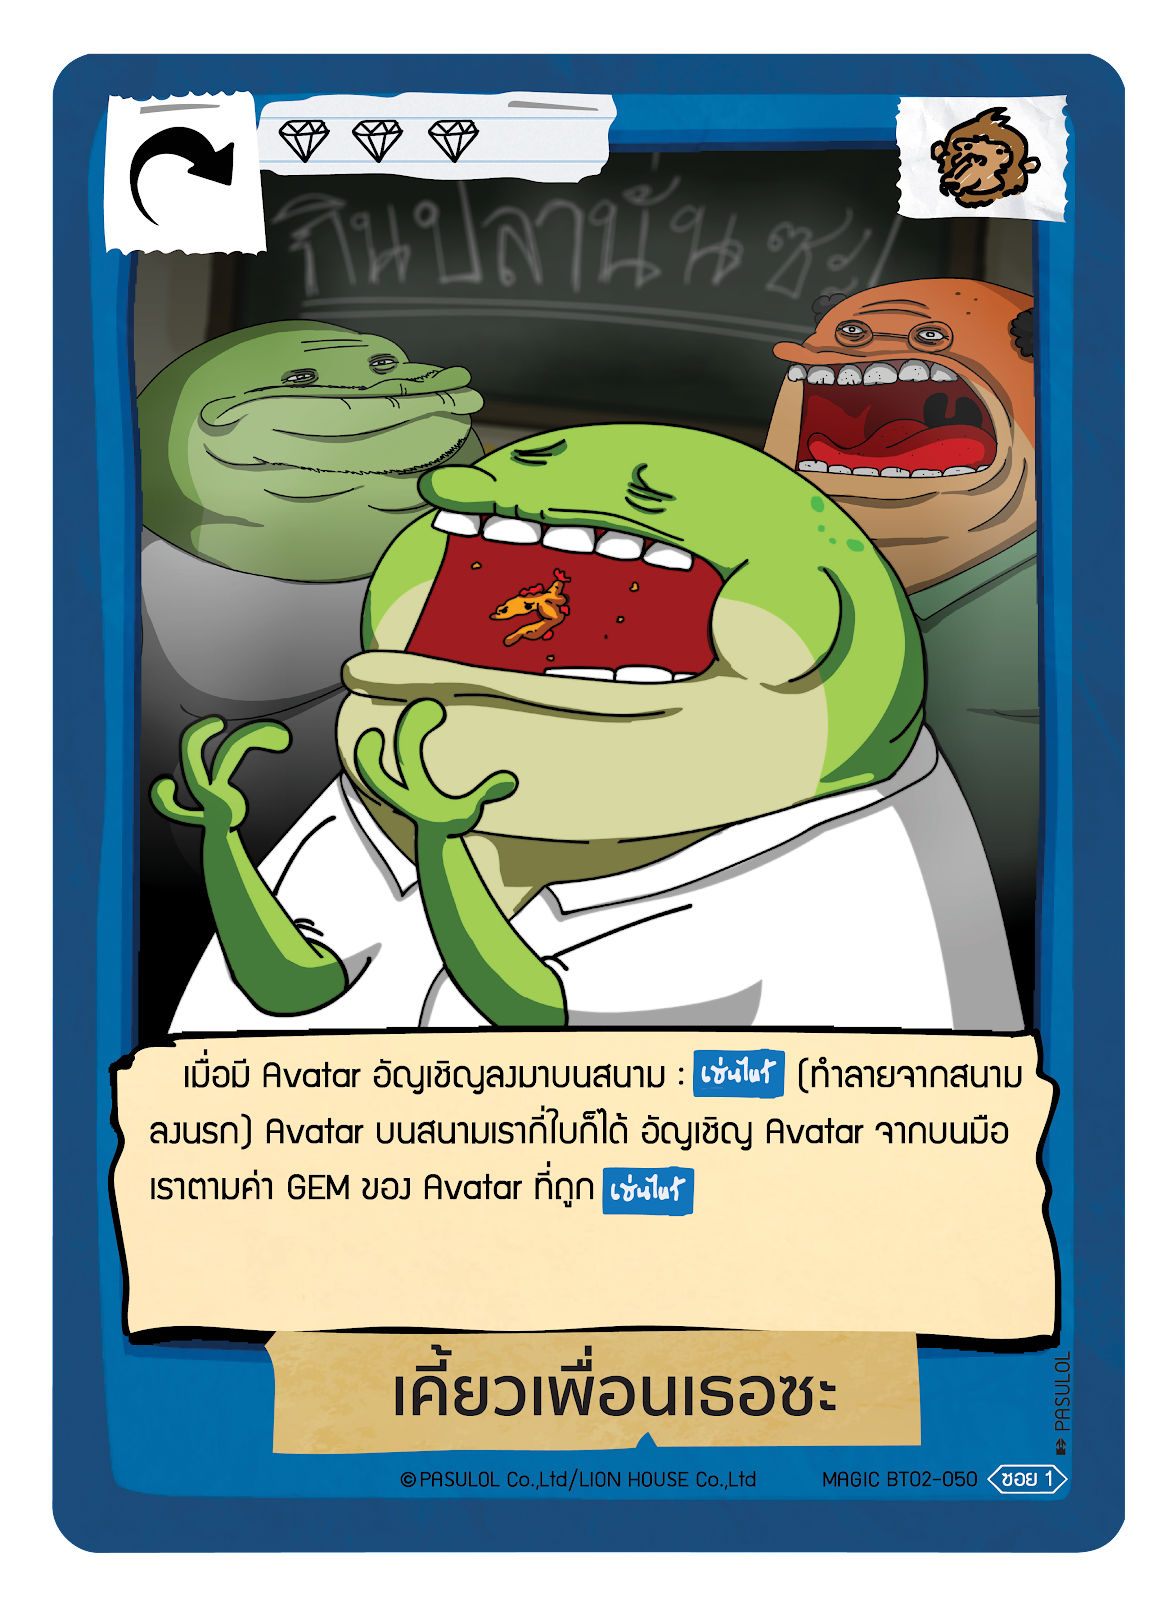 กินปลานั่นซะ!
เมื่อมี Avatar อัญเชิญลงมาบนสนาม : เซ่นไหว้ (ทำลายจากสนาม
ลงนรก) Avatar บนสนามเรากี่ใบก็ได้ อัญเชิญ Avatar จากบนมือ
เราตามค่า GEM ของ Avatar ที่ถูก เซ่นไหว้
เคี้ยวเพื่อนเธอซะ
PASULOL
©PASULOL Co.,Ltd/LION HOUSE Co.,Ltd MAGIC BT02-050 ซอย 1